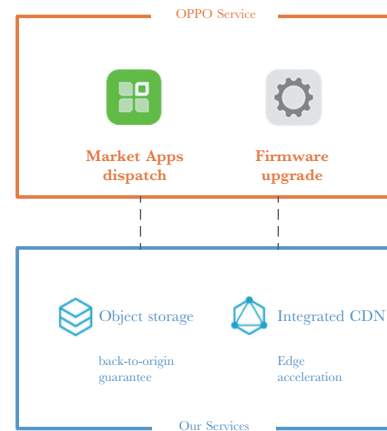 OPPO Service
Market Apps
dispatch
Firmware
upgrade
Object storage
Integrated CDN
back-to-origin
guarantee
Edge
acceleration
Our Services